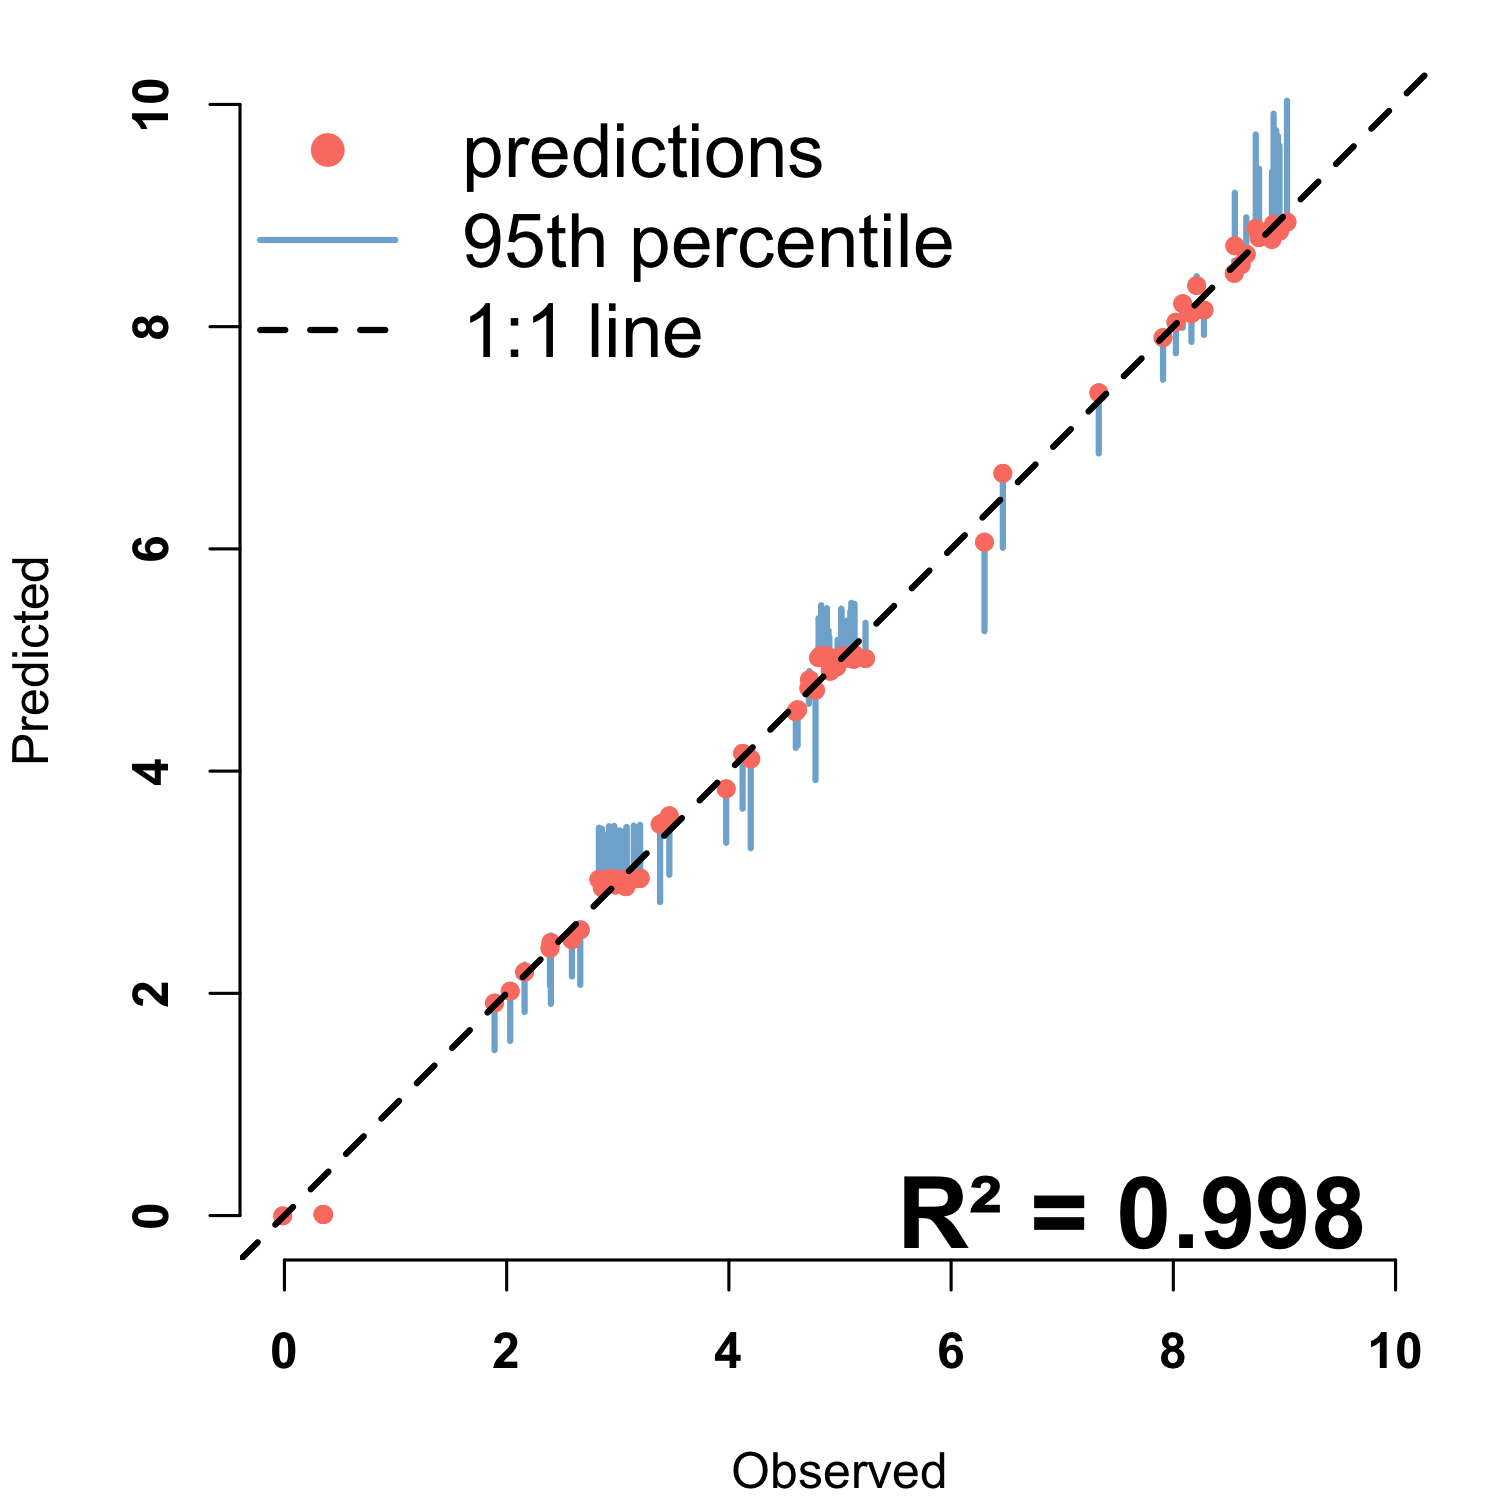 predictions
95th percentile
1:1 line
10
8
6
4
2
0
Predicted
R² = 0.998
0 2 4 6 8 10
Observed